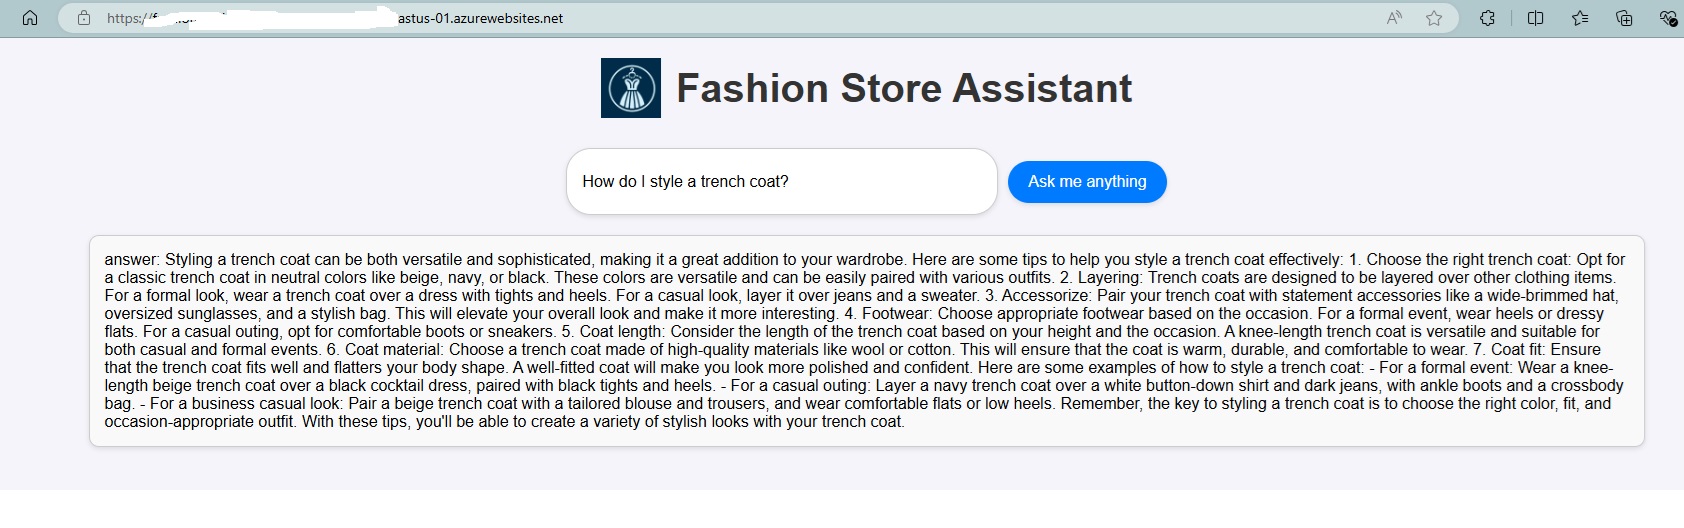 https://
astus-01.azurewebsites.net
Fashion Store Assistant
How do I style a trench coat?
Ask me anything
answer: Styling a trench coat can be both versatile and sophisticated, making it a great addition to your wardrobe. Here are some tips to help you style a trench coat effectively: 1. Choose the right trench coat: Opt for
a classic trench coat in neutral colors like beige, navy, or black. These colors are versatile and can be easily paired with various outfits. 2. Layering: Trench coats are designed to be layered over other clothing items.
For a formal look, wear a trench coat over a dress with tights and heels. For a casual look, layer it over jeans and a sweater. 3. Accessorize: Pair your trench coat with statement accessories like a wide-brimmed hat,
oversized sunglasses, and a stylish bag. This will elevate your overall look and make it more interesting. 4. Footwear: Choose appropriate footwear based on the occasion. For a formal event, wear heels or dressy
flats. For a casual outing, opt for comfortable boots or sneakers. 5. Coat length: Consider the length of the trench coat based on your height and the occasion. A knee-length trench coat is versatile and suitable for
both casual and formal events. 6. Coat material: Choose a trench coat made of high-quality materials like wool or cotton. This will ensure that the coat is warm, durable, and comfortable to wear. 7. Coat fit: Ensure
that the trench coat fits well and flatters your body shape. A well-fitted coat will make you look more polished and confident. Here are some examples of how to style a trench coat: - For a formal event: Wear a knee-
length beige trench coat over a black cocktail dress, paired with black tights and heels. - For a casual outing: Layer a navy trench coat over a white button-down shirt and dark jeans, with ankle boots and a crossbody
bag. - For a business casual look: Pair a beige trench coat with a tailored blouse and trousers, and wear comfortable flats or low heels. Remember, the key to styling a trench coat is to choose the right color, fit, and
occasion-appropriate outfit. With these tips, you'll be able to create a variety of stylish looks with your trench coat.